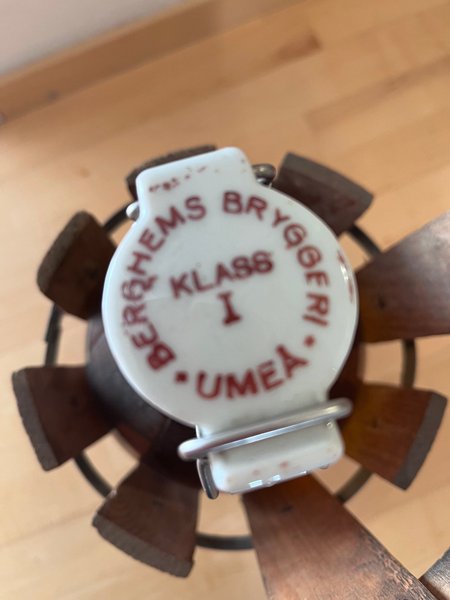 BERGHEMS BRYGGERI
KLASS
I
• UMEÅ •